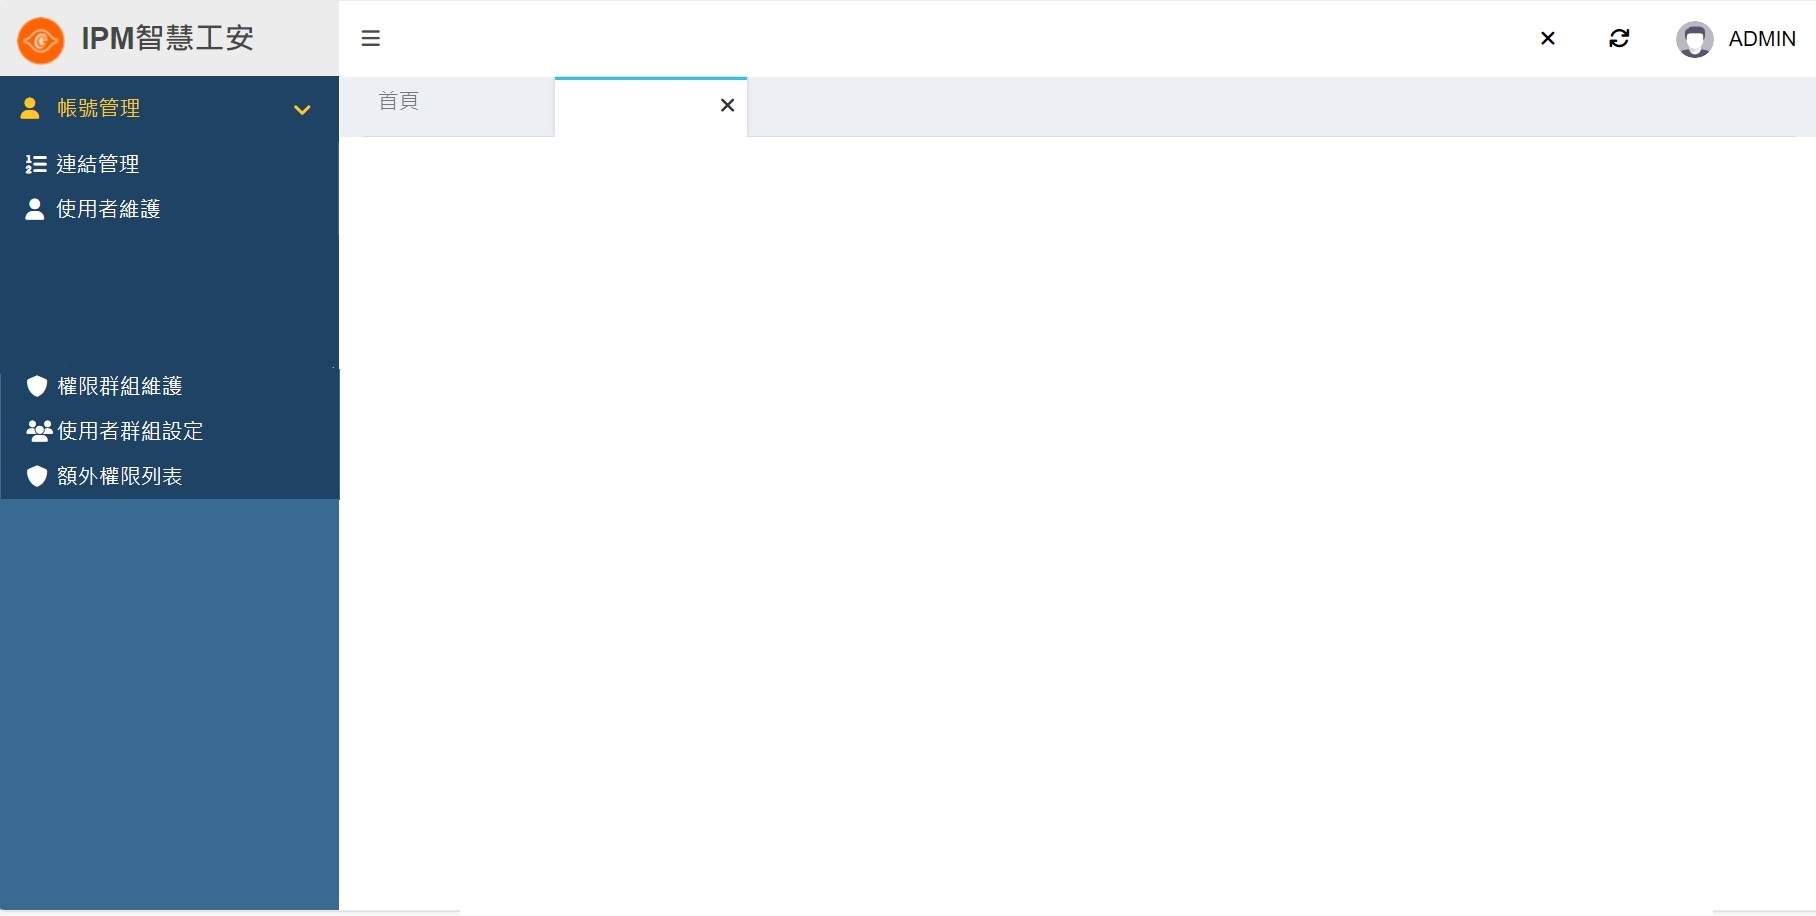 IPM智慧工安
ADMIN
首頁
帳號管理
連結管理
使用者維護
權限群組維護
使用者群組設定
額外權限列表